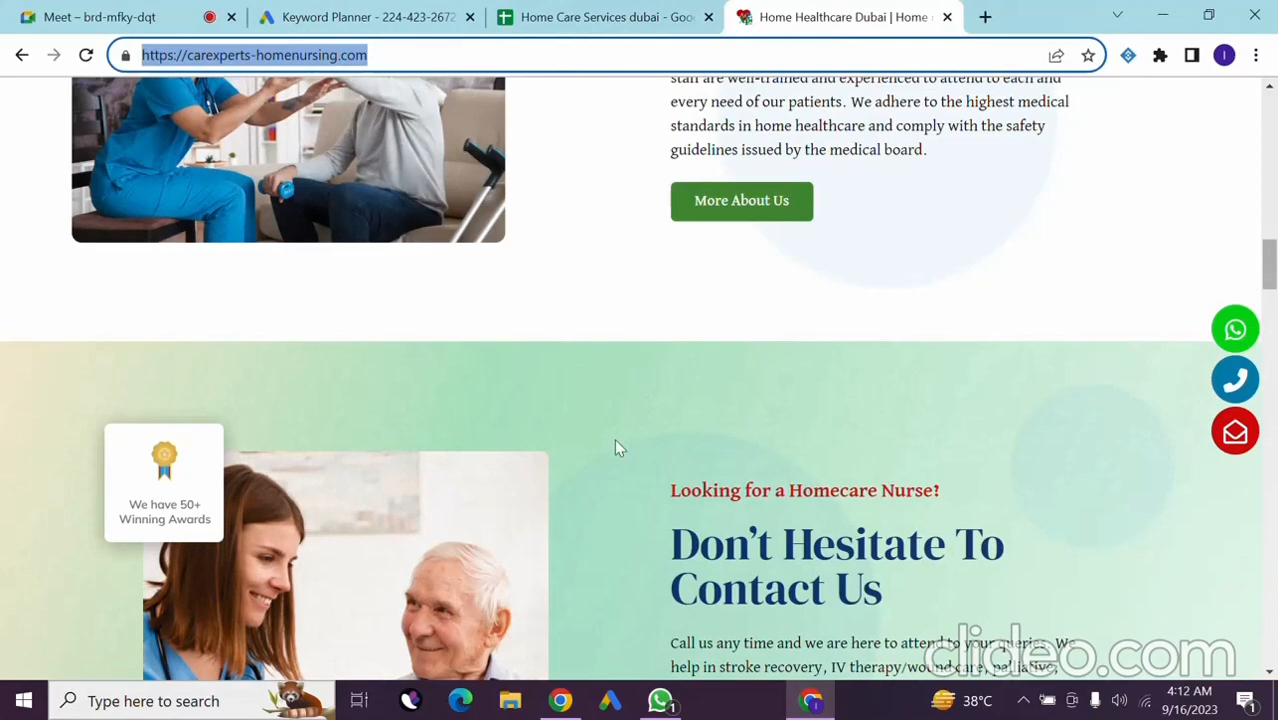 Meet – brd-mfky-dqt
Keyword Planner - 224-423-2672
Home Care Services dubai - Goo
Home Healthcare Dubai | Home
https://carexperts-homenursing.com
I
staff are well-trained and experienced to attend to each and
every need of our patients. We adhere to the highest medical
standards in home healthcare and comply with the safety
guidelines issued by the medical board.
More About Us
We have 50+
Winning Awards
Looking for a Homecare Nurse?
Don't Hesitate To
Contact Us
Call us any time and we are here to attend to your queries. We
help in stroke recovery, IV therapy/wound care, palliative,
clideo.com
Type here to search
1
I
38°C
4:12 AM
9/16/2023
1